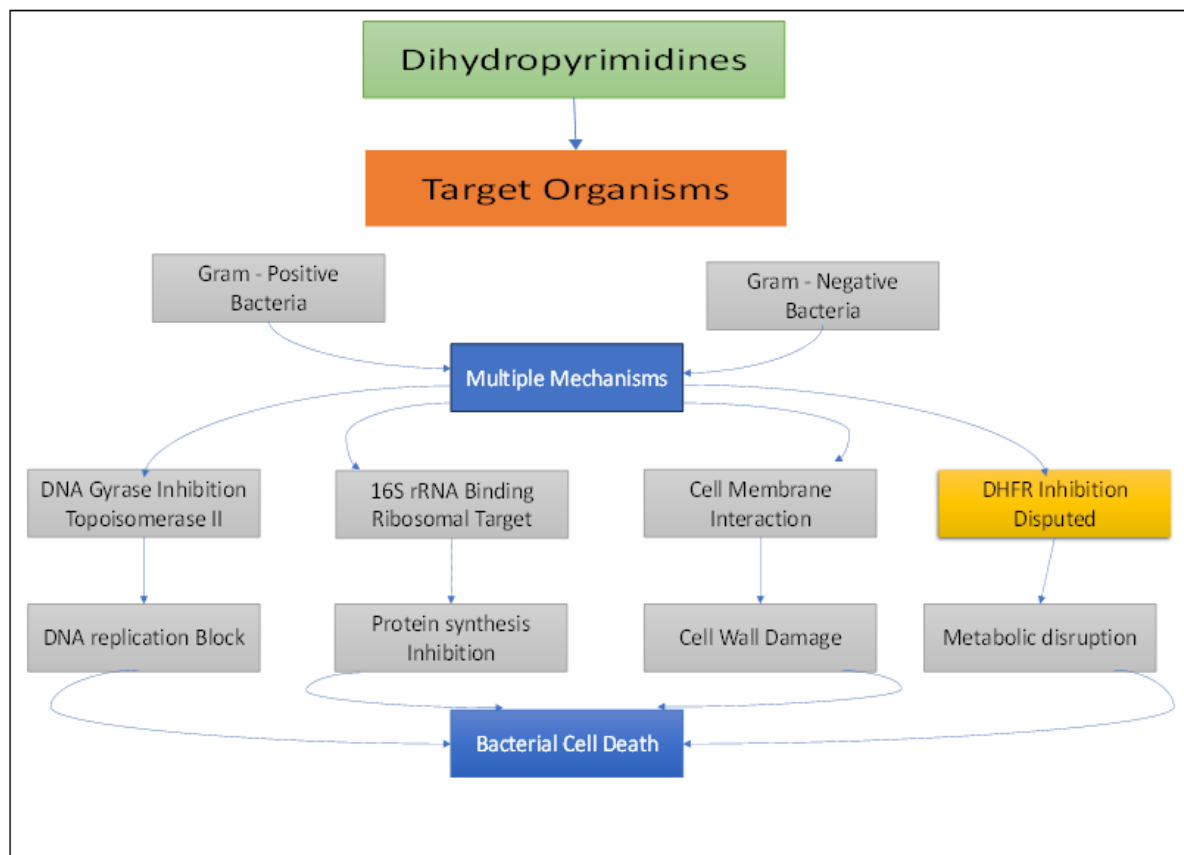 Dihydropyrimidines
Target Organisms
Gram - Positive
Bacteria
Gram - Negative
Bacteria
Multiple Mechanisms
DNA Gyrase Inhibition
Topoisomerase II
16S rRNA Binding
Ribosomal Target
Cell Membrane
Interaction
DHFR Inhibition
Disputed
DNA replication Block
Protein synthesis
Inhibition
Cell Wall Damage
Metabolic disruption
Bacterial Cell Death